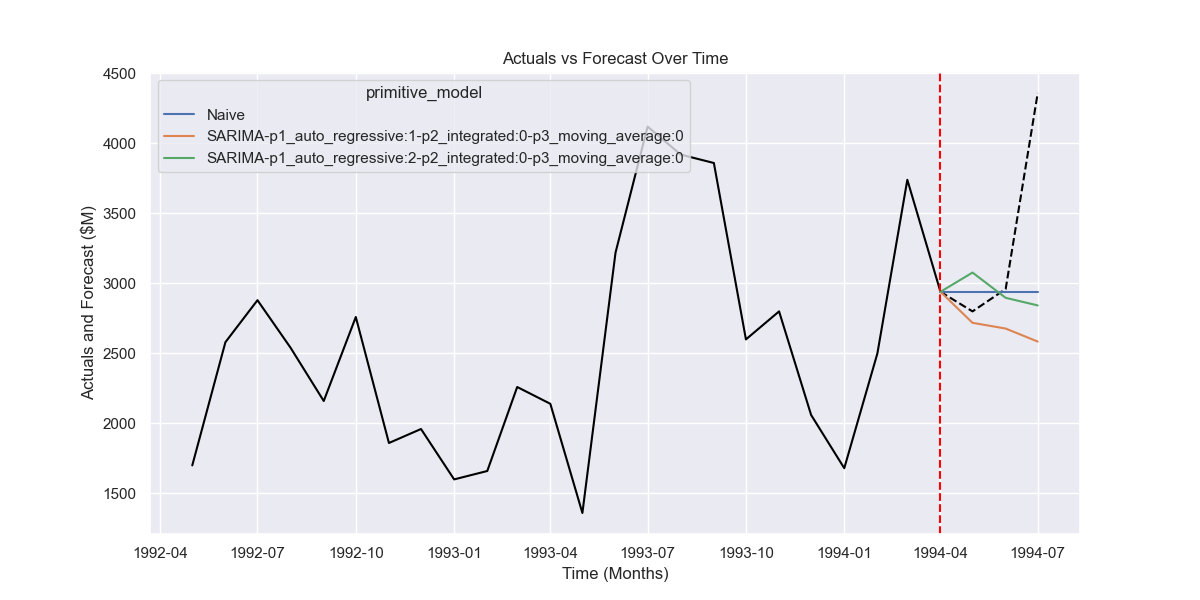 Actuals vs Forecast Over Time
primitive_model
Naive
SARIMA-p1_auto_regressive:1-p2_integrated:0-p3_moving_average:0
SARIMA-p1_auto_regressive:2-p2_integrated:0-p3_moving_average:0
Actuals and Forecast ($M)
4500
4000
3500
3000
2500
2000
1500
1992-04 1992-07 1992-10 1993-01 1993-04 1993-07 1993-10 1994-01 1994-04 1994-07
Time (Months)